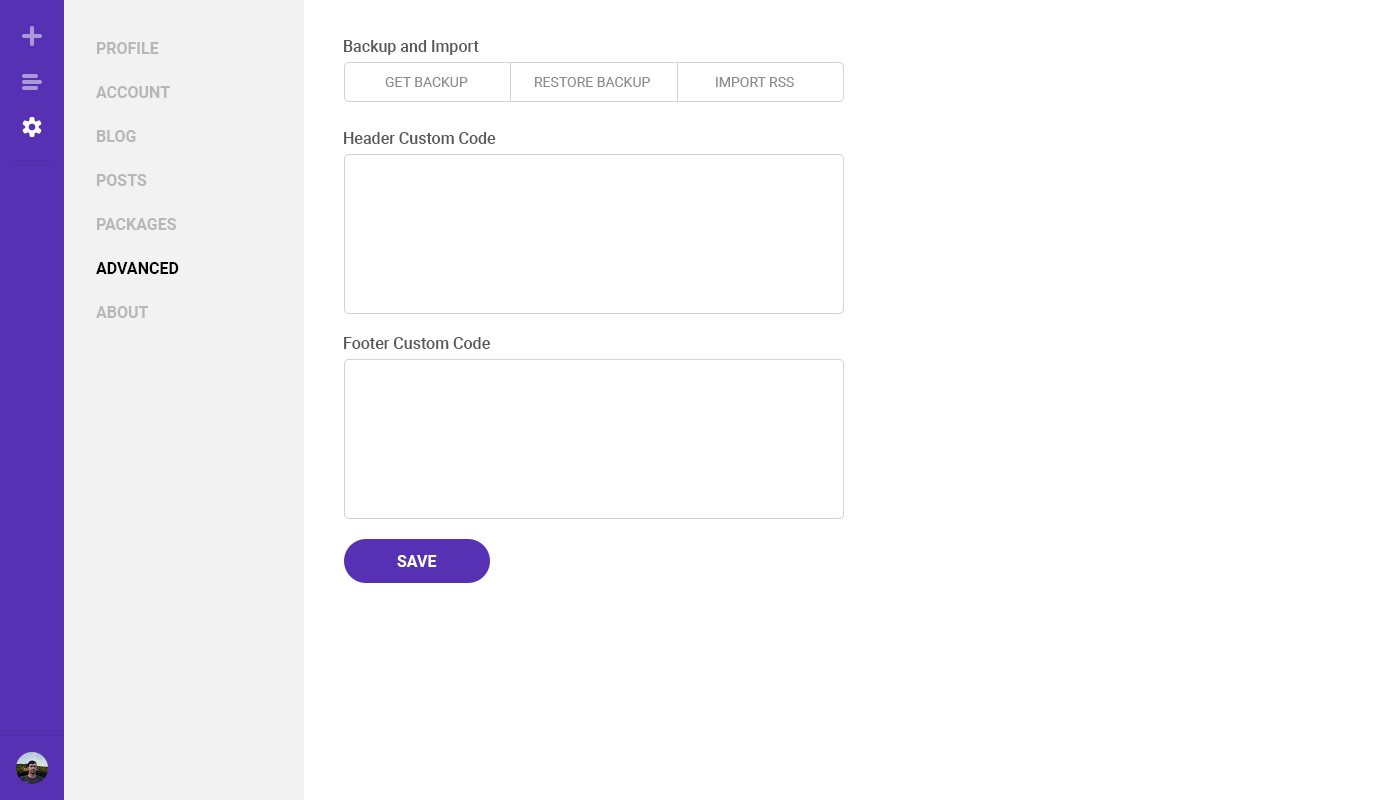 PROFILE
ACCOUNT
BLOG
POSTS
PACKAGES
ADVANCED
ABOUT
Backup and Import
GET BACKUP
RESTORE BACKUP
IMPORT RSS
Header Custom Code
Footer Custom Code
SAVE